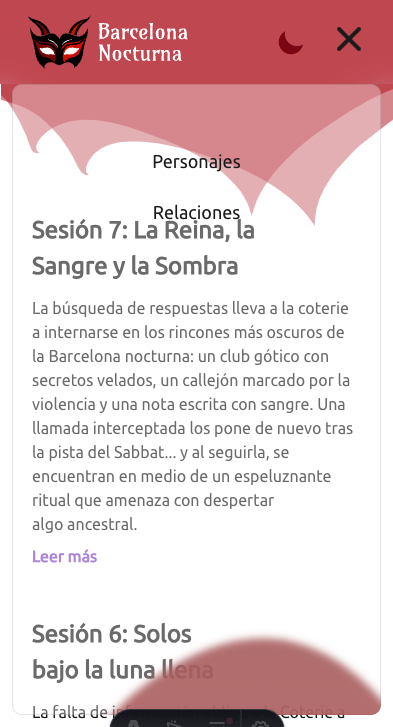 Barcelona
Nocturna
Personajes
Relaciones
Sesión 7: La Reina, la
Sangre y la Sombra
La búsqueda de respuestas lleva a la coterie
a internarse en los rincones más oscuros de
la Barcelona nocturna: un club gótico con
secretos velados, un callejón marcado por la
violencia y una nota escrita con sangre. Una
llamada interceptada los pone de nuevo tras
la pista del Sabbat... y al seguirla, se
encuentran en medio de un espeluznante
ritual que amenaza con despertar
algo ancestral.
Leer más
Sesión 6: Solos
bajo la luna llena
La falta de Coterie a